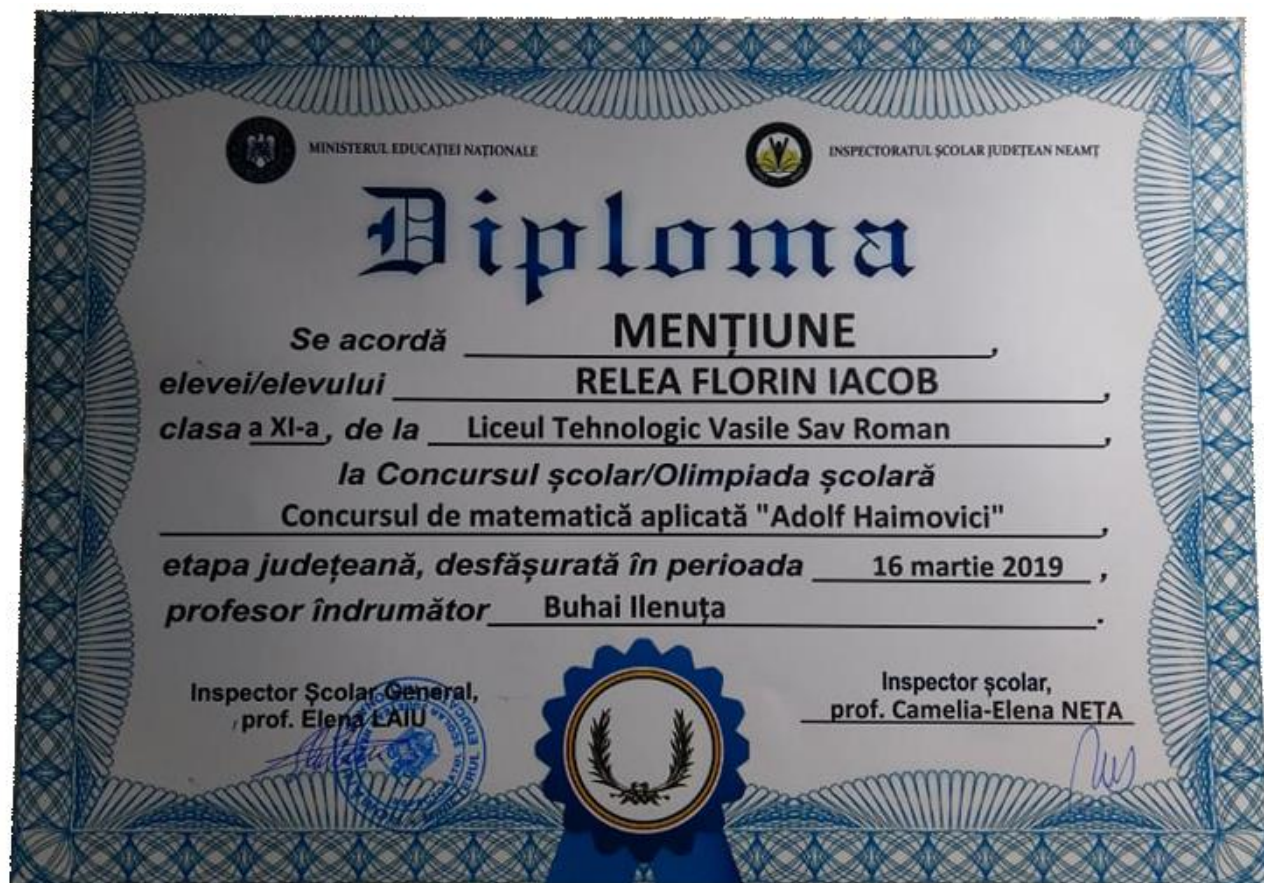 MINISTERUL EDUCAȚIEI NAȚIONALE
INSPECTORATUL ȘCOLAR JUDEȚEAN NEAMȚ
Diploma
Se acordă MENȚIUNE,
elevei/elevului RELEA FLORIN IACOB,
clasa a XI-a, de la Liceul Tehnologic Vasile Sav Roman,
la Concursul școlar/Olimpiada școlară
Concursul de matematică aplicată "Adolf Haimovici",
etapa județeană, desfășurată în perioada 16 martie 2019,
profesor îndrumător Buhai Ilenuța.
Inspector Școlar General,
prof. Elena LAIU
Inspector școlar,
prof. Camelia-Elena NEȚA